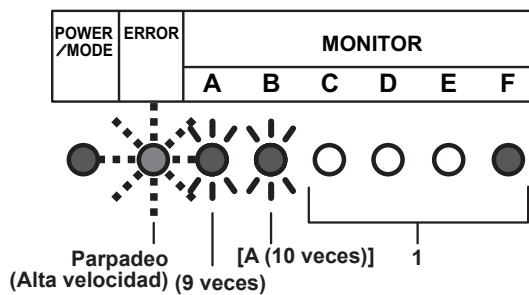 POWER
/MODE
ERROR
MONITOR
A B C D E F
Parpadeo
(Alta velocidad)
(9 veces)
[A (10 veces)]
1